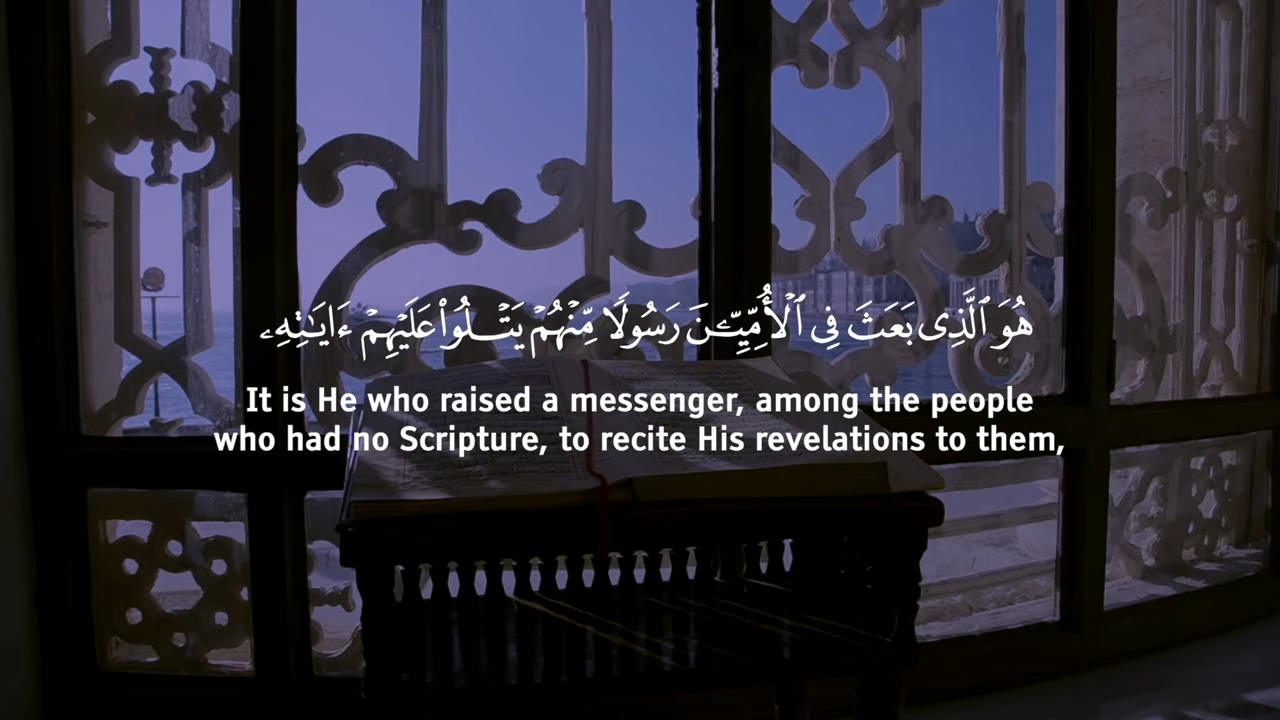 هُوَ ٱلَّذِى بَعَثَ فِى ٱلْأُمِّيِّـۧنَ رَسُولًا مِّنْهُمْ يَتْلُوا۟ عَلَيْهِمْ ءَايَـٰتِهِۦ
It is He who raised a messenger, among the people
who had no Scripture, to recite His revelations to them,